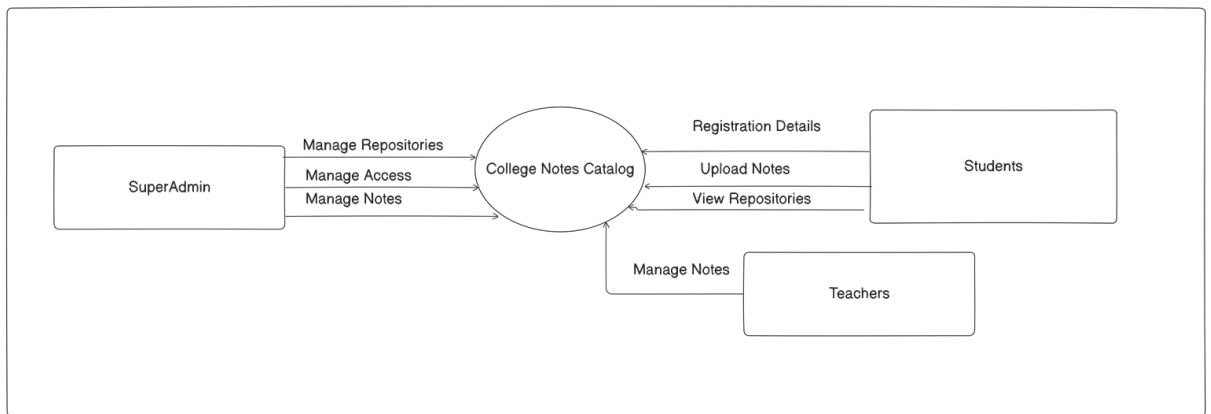 Manage Repositories
SuperAdmin
Manage Access
Manage Notes
College Notes Catalog
Registration Details
Upload Notes
View Repositories
Students
Manage Notes
Teachers